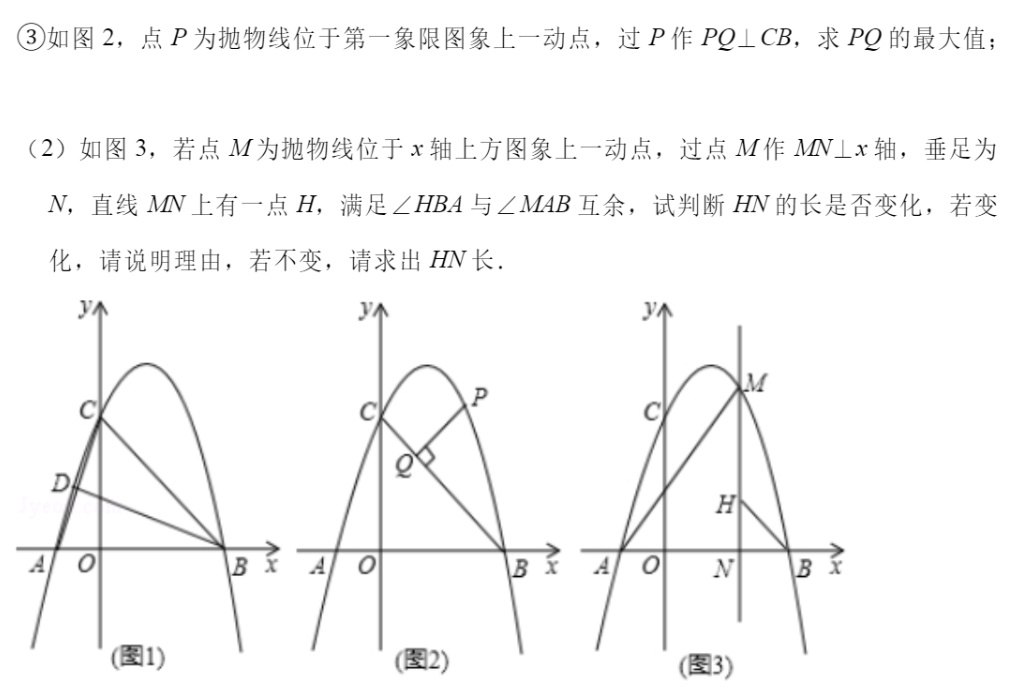 ③如图 2，点 P 为抛物线位于第一象限图象上一动点，过 P 作 PQ⊥CB，求 PQ 的最大值；
（2）如图 3，若点 M 为抛物线位于 x 轴上方图象上一动点，过点 M 作 MN⊥x 轴，垂足为
N，直线 MN 上有一点 H，满足∠HBA 与∠MAB 互余，试判断 HN 的长是否变化，若变
化，请说明理由，若不变，请求出 HN 长．
y
C
D
A
O
B
x
(图1)
y
C
P
Q
A
O
B
x
(图2)
y
M
C
H
A
O
N
B
x
(图3)